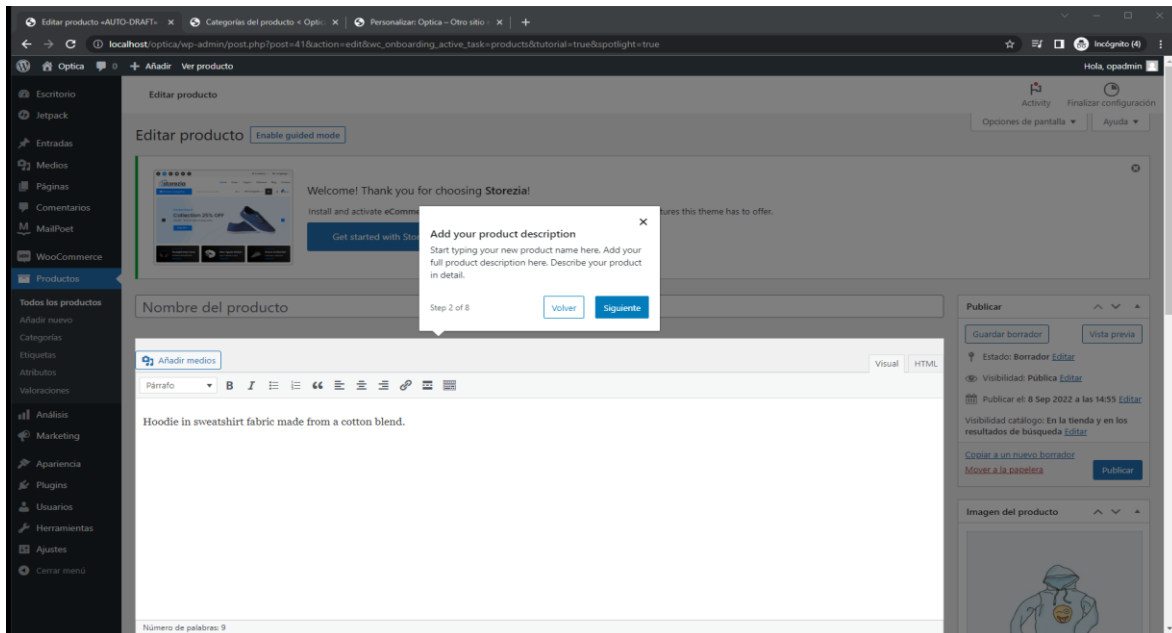 Editar producto «AUTO-DRAFT»
Categorías del producto < Optic
Personalizar: Optica – Otro sitio
localhost/optica/wp-admin/post.php?post=41&action=edit&wc_onboarding_active_task=products&tutorial=true&spotlight=true
Incógnito (4)
Optica
0
Añadir
Ver producto
Hola, opadmin
Escritorio
Jetpack
Entradas
Medios
Páginas
Comentarios
MailPoet
WooCommerce
Productos
Todos los productos
Añadir nuevo
Categorías
Etiquetas
Atributos
Valoraciones
Análisis
Marketing
Apariencia
Plugins
Usuarios
Herramientas
Ajustes
Cerrar menú
Editar producto
Activity
Finalizar configuración
Opciones de pantalla
Ayuda
Editar producto
Enable guided mode
Storezia
Collection 25% OFF
Welcome! Thank you for choosing Storezia!
Install and activate eComme
tures this theme has to offer.
Get started with Stor
Add your product description
Start typing your new product name here. Add your
full product description here. Describe your product
in detail.
Step 2 of 8
Volver
Siguiente
Nombre del producto
Añadir medios
Visual
HTML
Párrafo
Hoodie in sweatshirt fabric made from a cotton blend.
Número de palabras: 9
Publicar
Guardar borrador
Vista previa
Estado: Borrador Editar
Visibilidad: Pública Editar
Publicar el: 8 Sep 2022 a las 14:55 Editar
Visibilidad catálogo: En la tienda y en los
resultados de búsqueda Editar
Copiar a un nuevo borrador
Mover a la papelera
Publicar
Imagen del producto